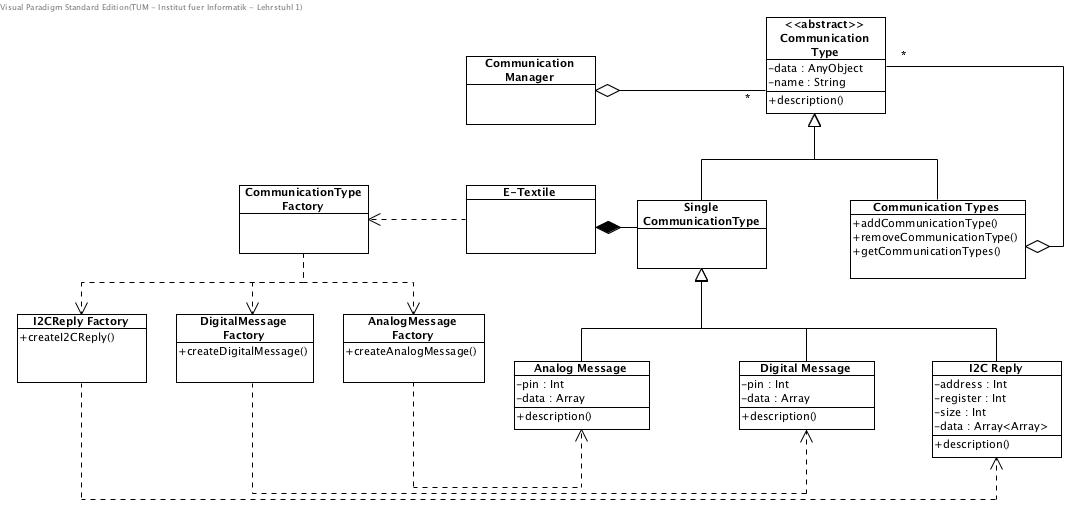 Visual Paradigm Standard Edition(TUM - Institut fuer Informatik - Lehrstuhl 1)
<<abstract>>
Communication
Type
-data : AnyObject
-name : String
+description()
*
*
Communication
Manager
CommunicationType
Factory
E-Textile
Single
CommunicationType
Communication Types
+addCommunicationType()
+removeCommunicationType()
+getCommunicationTypes()
I2CReply Factory
+createI2CReply()
DigitalMessage
Factory
+createDigitalMessage()
AnalogMessage
Factory
+createAnalogMessage()
Analog Message
-pin : Int
-data : Array
+description()
Digital Message
-pin : Int
-data : Array
+description()
I2C Reply
-address : Int
-register : Int
-size : Int
-data : Array<Array>
+description()